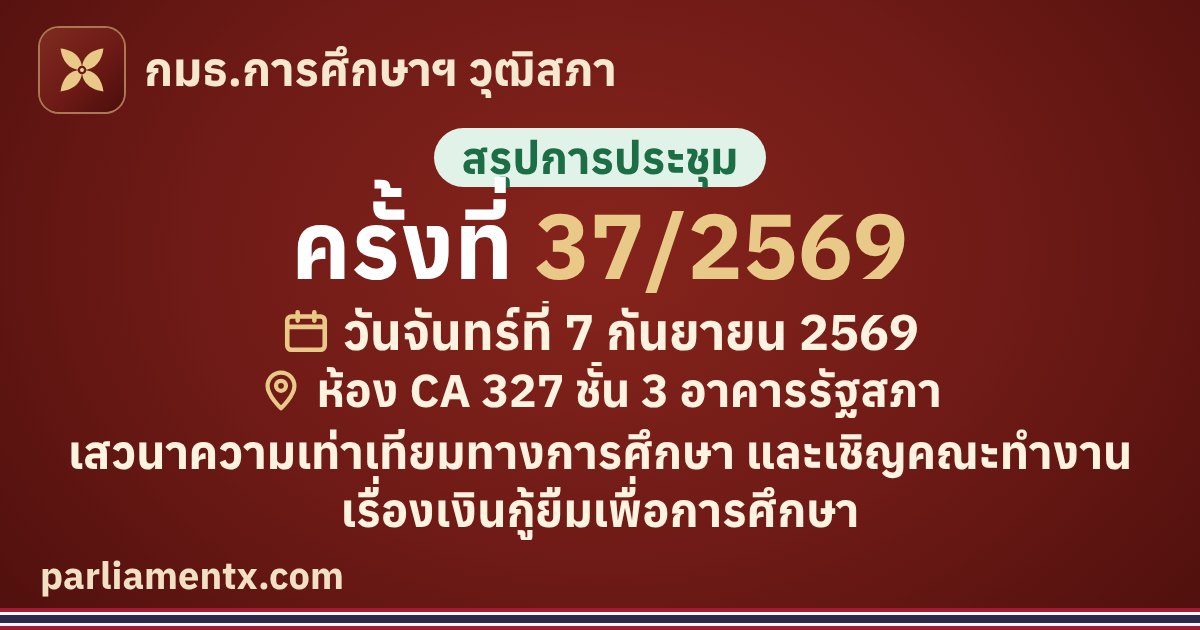 กมธ.การศึกษาฯ วุฒิสภา
สรุปการประชุม
ครั้งที่ 37/2569
วันจันทร์ที่ 7 กันยายน 2569
ห้อง CA 327 ชั้น 3 อาคารรัฐสภา
เสวนาความเท่าเทียมทางการศึกษา และเชิญคณะทำงาน
เรื่องเงินกู้ยืมเพื่อการศึกษา
parliamentx.com